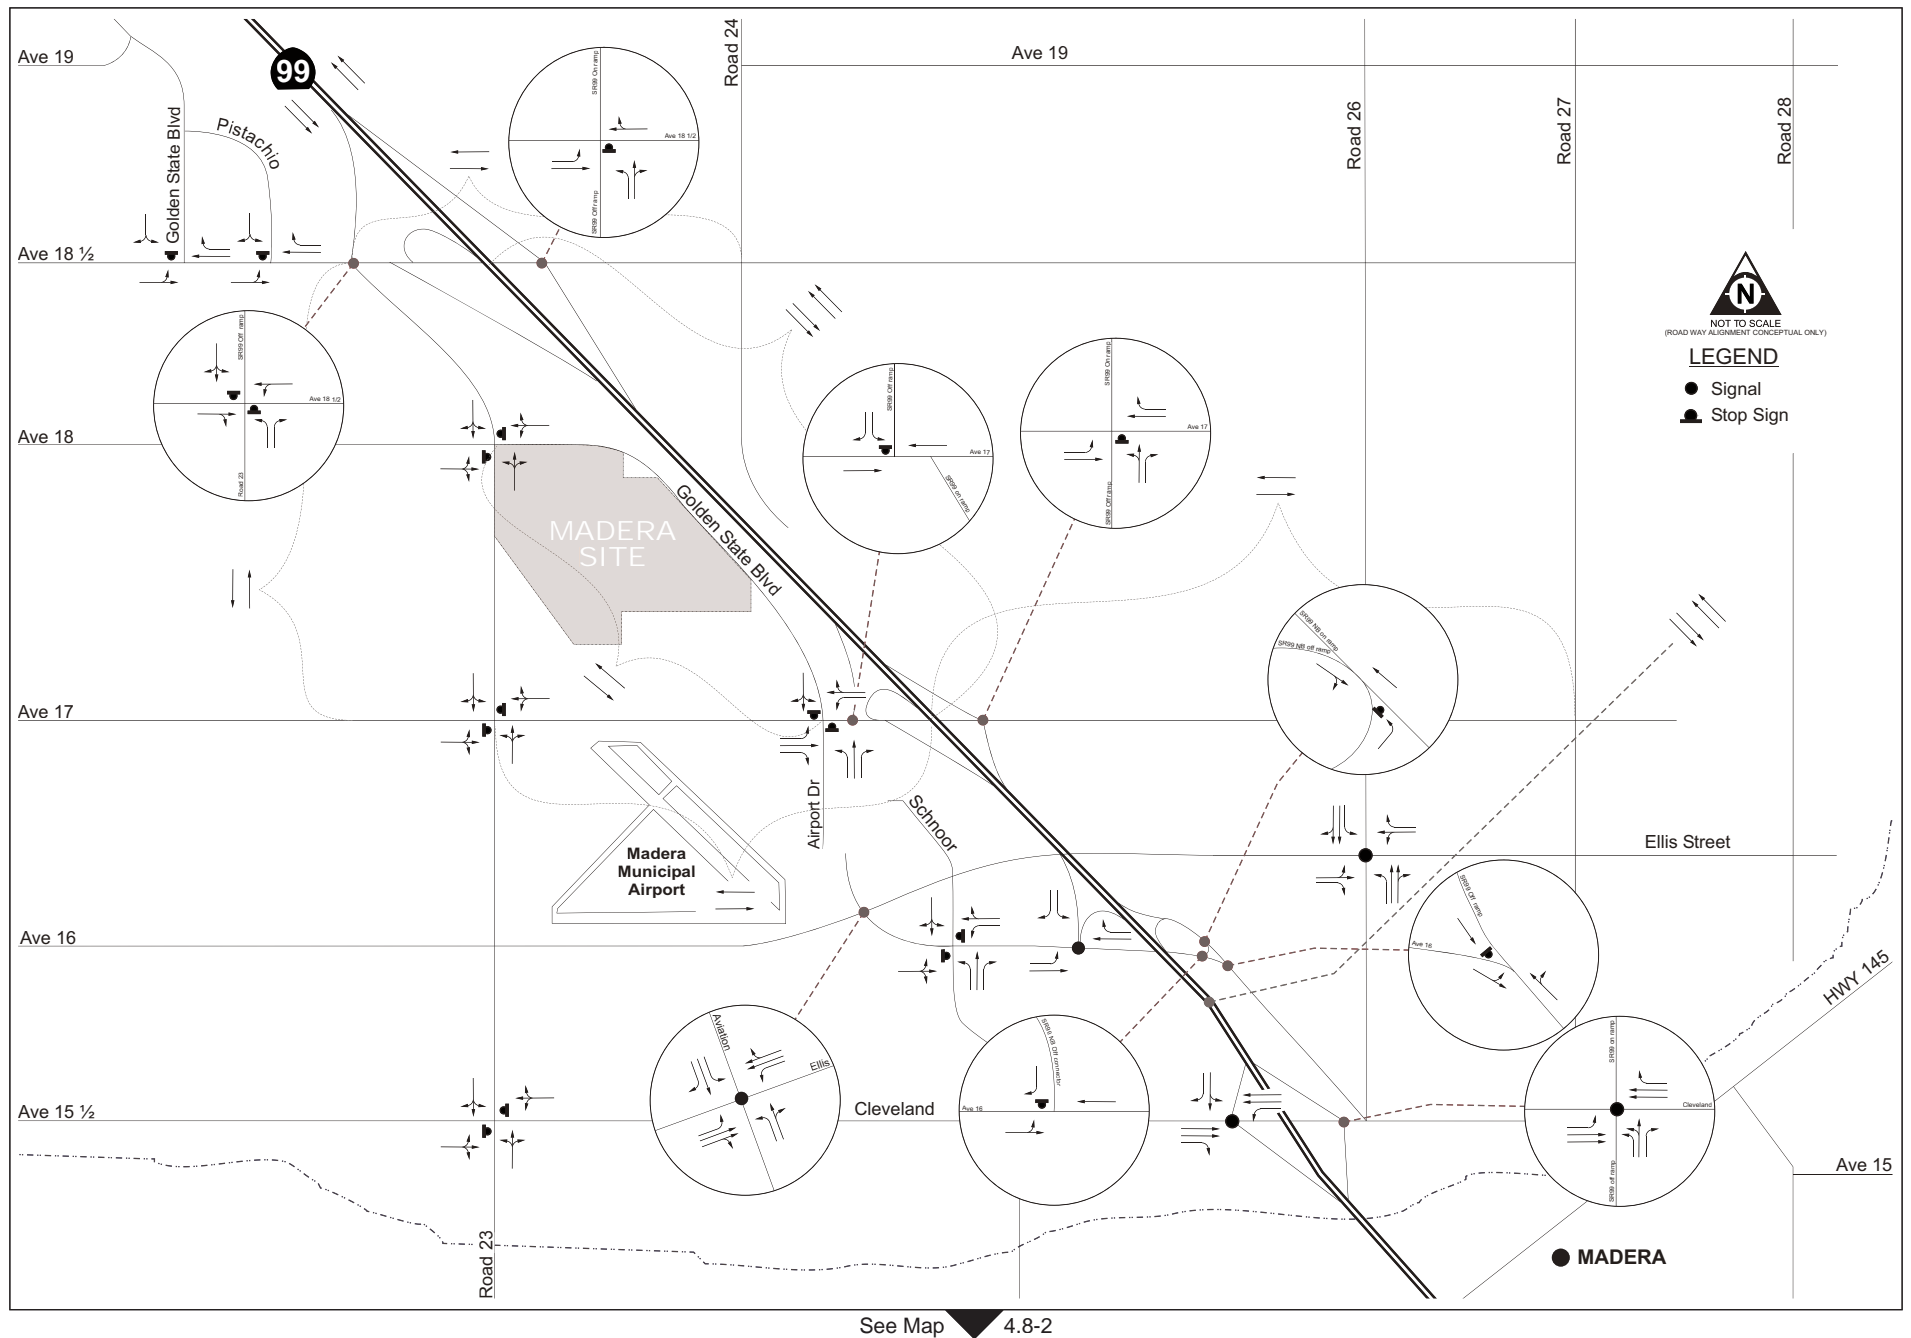 Ave 19
99
Road 24
Ave 19
Road 26
Road 27
Road 28
Golden State Blvd
Pistachio
SR99 On ramp
Ave 18 1/2
SR99 Off ramp
Ave 18 ½
N
NOT TO SCALE
(ROAD WAY ALIGNMENT CONCEPTUAL ONLY)
LEGEND
Signal
Stop Sign
SR99 Off ramp
Ave 18 1/2
Road 23
Ave 18
SR99 Off ramp
Ave 17
SR99 on ramp
SR99 On ramp
Ave 17
SR99 Off ramp
MADERA
SITE
Golden State Blvd
SR99 NB on ramp
SR99 NB off ramp
Ave 17
Airport Dr
Schnoor
Madera
Municipal
Airport
Ellis Street
SR99 Off ramp
Ave 16
Ave 16
HWY 145
Aviation
Ellis
SR99 NB Off connector
Ave 16
SR99 on ramp
Cleveland
SR99 off ramp
Ave 15 ½
Cleveland
Ave 15
Road 23
MADERA
See Map
4.8-2